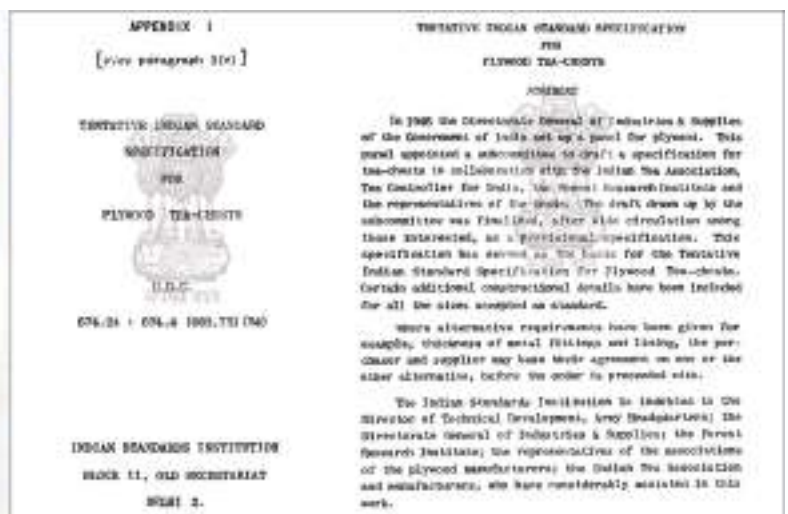 APPENDIX I
[vide paragraph 3(v)]
TENTATIVE INDIAN STANDARD
SPECIFICATION
FOR
PLYWOOD TEA-CHESTS
U.D.C.
INDIAN STANDARDS INSTITUTION
BLOCK 11, OLD SECRETARIAT
DELHI 2.
TENTATIVE INDIAN STANDARD SPECIFICATION
FOR
PLYWOOD TEA-CHESTS
FOREWORD
In the Directorate General of Industries & Supplies
of the Government of India set up a panel for plywood. This
panel appointed a subcommittee to draft a specification for
tea-chests in collaboration with the Indian Tea Association,
Tea Controller for India, the Forest Research Institute and
the representatives of the trade. The draft drawn up by the
subcommittee was finalized, after wide circulation among
those interested, as a provisional specification. This
specification has served as the basis for the Tentative
Indian Standard Specification for Plywood Tea-chests.
Certain additional constructional details have been included
for all the sizes accepted as standard.
Where alternative requirements have been given for
example, thickness of metal fittings and lining, the pur-
chaser and supplier may base their agreement on one or the
other alternative, before the order is proceeded with.
The Indian Standards Institution is indebted to the
Director of Technical Development, Army Headquarters; the
Directorate General of Industries & Supplies; the Forest
Research Institute; the representatives of the associations
of the plywood manufacturers; the Indian Tea Association
and manufacturers, who have considerably assisted in this
work.